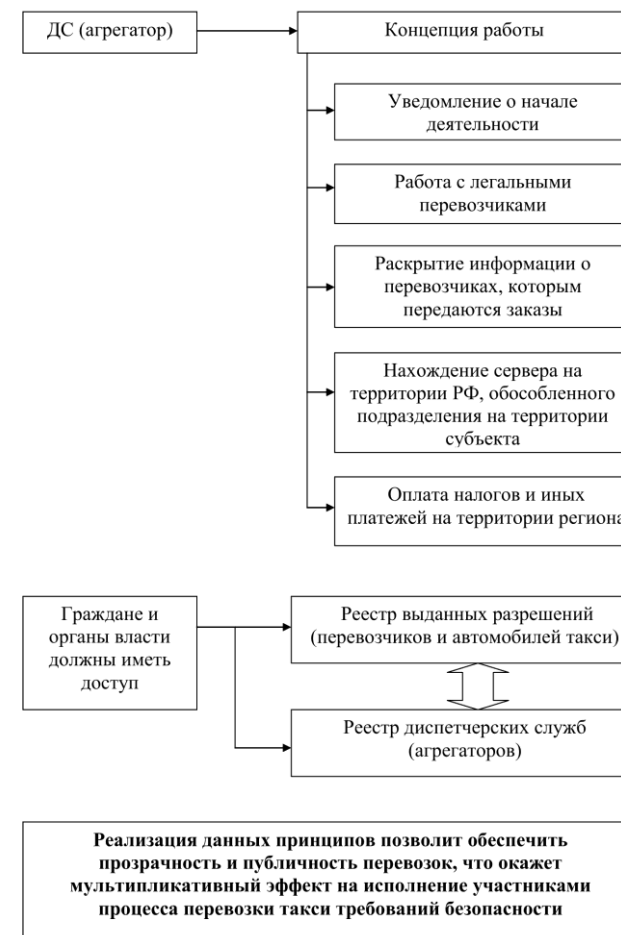 ДС (агрегатор)
Концепция работы
Уведомление о начале
деятельности
Работа с легальными
перевозчиками
Раскрытие информации о
перевозчиках, которым
передаются заказы
Нахождение сервера на
территории РФ, обособленного
подразделения на территории
субъекта
Оплата налогов и иных
платежей на территории региона
Граждане и
органы власти
должны иметь
доступ
Реестр выданных разрешений
(перевозчиков и автомобилей такси)
Реестр диспетчерских служб
(агрегаторов)
Реализация данных принципов позволит обеспечить
прозрачность и публичность перевозок, что окажет
мультипликативный эффект на исполнение участниками
процесса перевозки такси требований безопасности